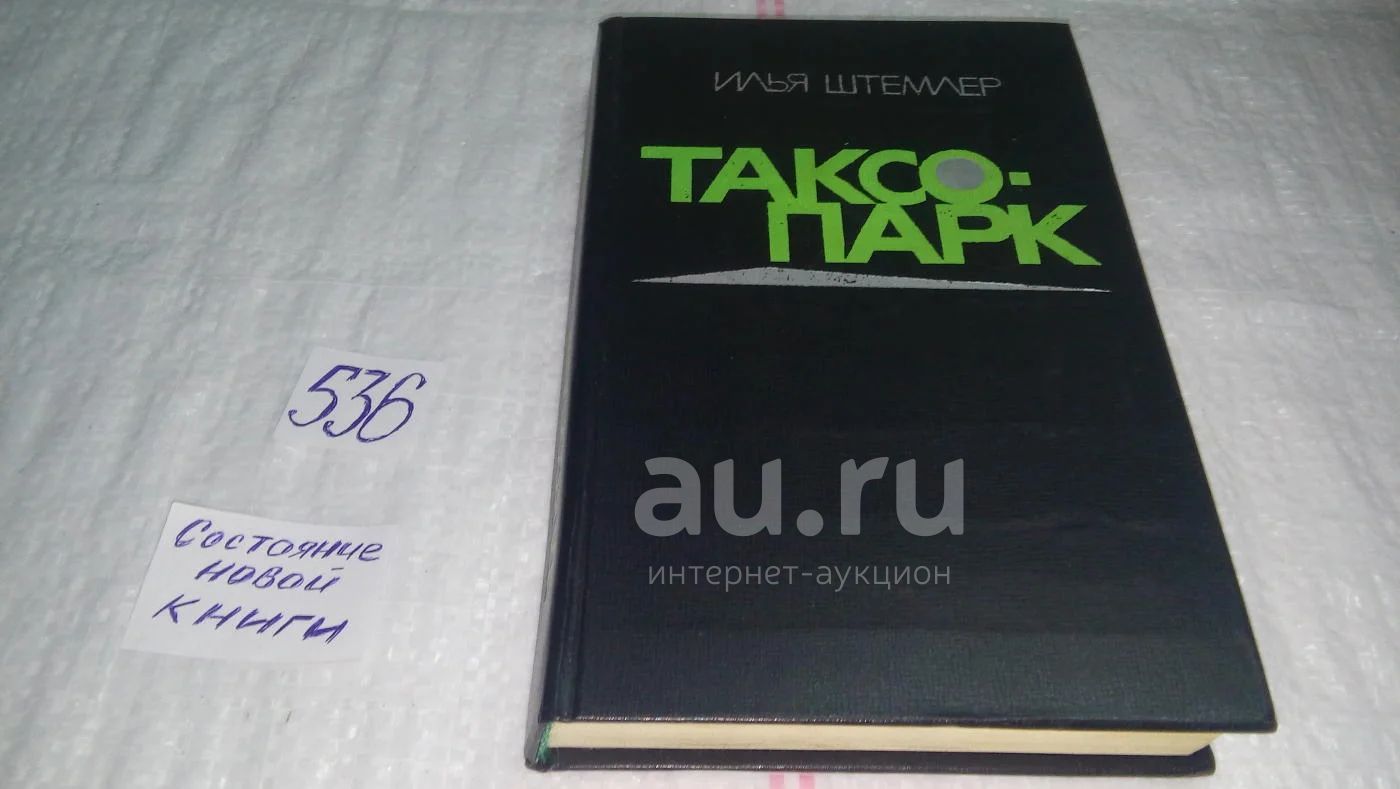 ИЛЬЯ ШТЕМЛЕР
ТАКСО-
ПАРК
536
Состояние
новой
книги
au.ru
интернет-аукцион